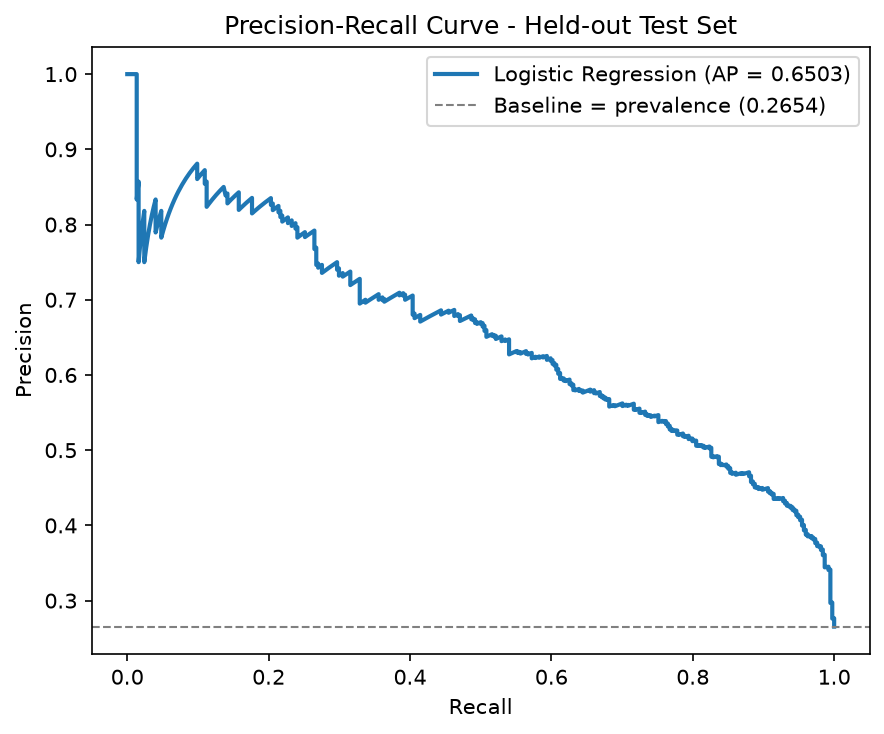 Precision-Recall Curve - Held-out Test Set
Logistic Regression (AP = 0.6503)
Baseline = prevalence (0.2654)
Precision
1.0
0.9
0.8
0.7
0.6
0.5
0.4
0.3
0.0 0.2 0.4 0.6 0.8 1.0
Recall